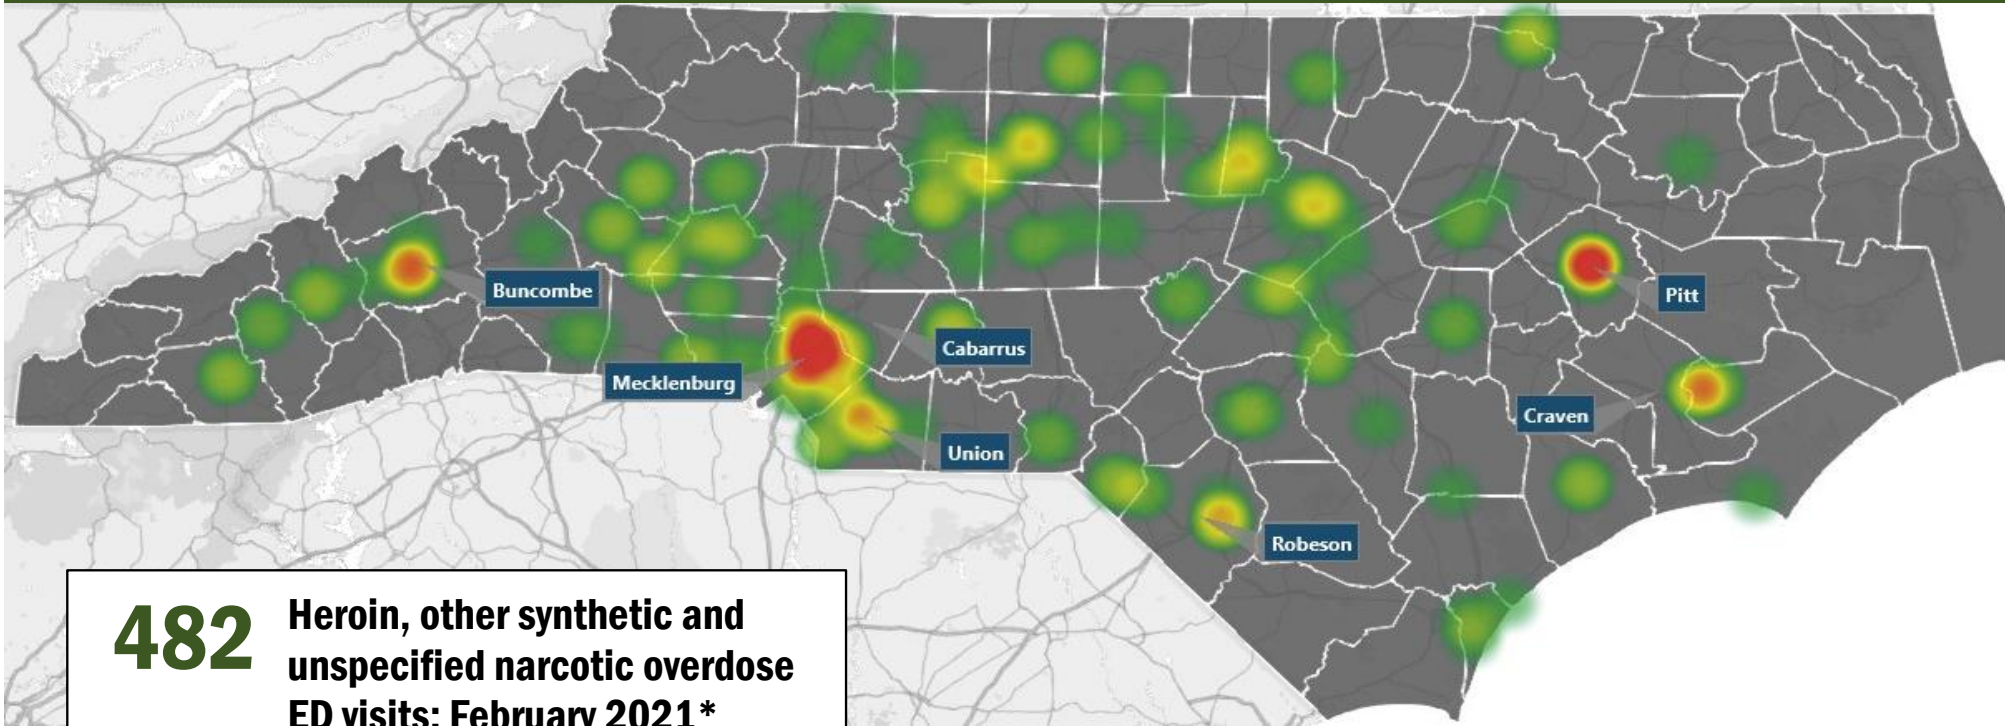 Buncombe
Pitt
Cabarrus
Mecklenburg
Craven
Union
Robeson
482
Heroin, other synthetic and
unspecified narcotic overdose
ED visits: February 2021*